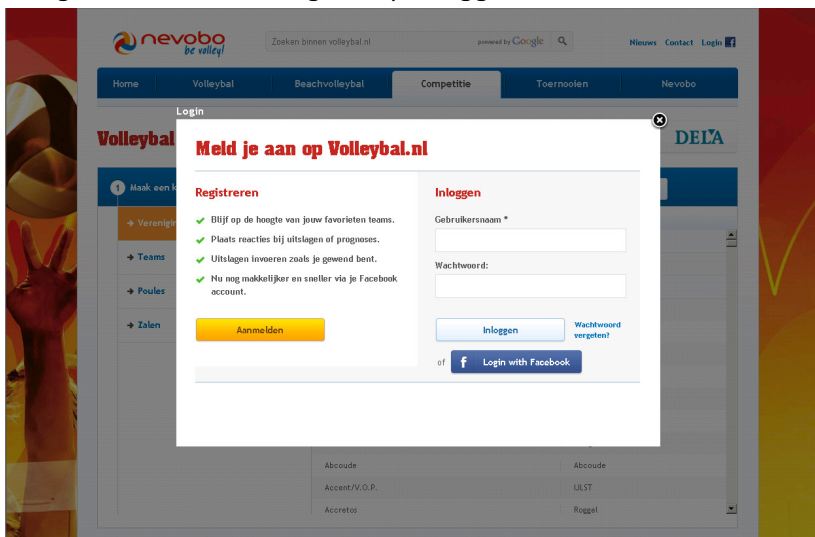 nevobo
be volley!
Zoeken binnen volleybal.nl
powered by Google
Nieuws Contact Login
Home Volleybal Beachvolleybal Competitie Toernooien Nevobo
Login
Volleybal
DELA
Meld je aan op Volleybal.nl
1 Maak een k
Registreren
Blijf op de hoogte van jouw favorieten teams.
Plaats reacties bij uitslagen of prognoses.
Uitslagen invoeren zoals je gewend bent.
Nu nog makkelijker en sneller via je Facebook
account.
Aanmelden
Inloggen
Gebruikersnaam *
Wachtwoord:
Inloggen
Wachtwoord
vergeten?
of
f Login with Facebook
Verenigin
Teams
Poules
Zalen
Abcoude Abcoude
Accent/V.O.P. IJLST
Accretos Roggel